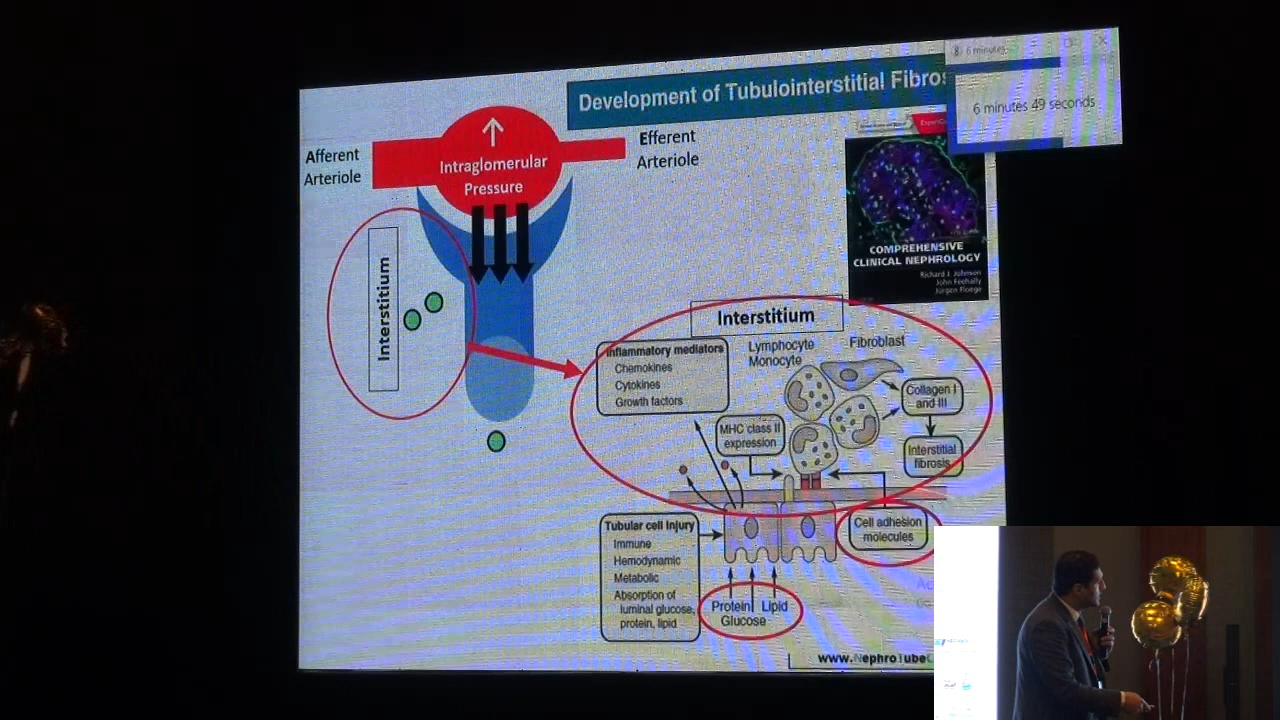 6 minutes
6 minutes 49 seconds
Development of Tubulointerstitial Fibros
Afferent
Arteriole
Efferent
Arteriole
Intraglomerular
Pressure
Interstitium
COMPREHENSIVE
CLINICAL NEPHROLOGY
Richard J. Johnson
John Feehally
Jürgen Floege
Interstitium
Inflammatory mediators
Chemokines
Cytokines
Growth factors
Lymphocyte
Monocyte
Fibroblast
Collagen I
and III
MHC class II
expression
Interstitial
fibrosis
Tubular cell injury
Immune
Hemodynamic
Metabolic
Absorption of
luminal glucose,
protein, lipid
Cell adhesion
molecules
Protein Lipid
Glucose
www.NephroTube